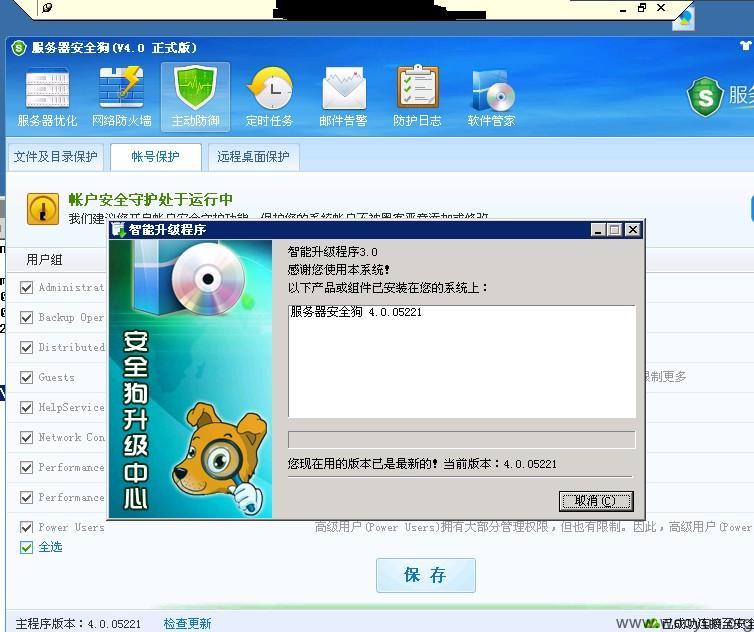 服务器安全狗(V4.0 正式版)
服务器优化 网络防火墙 主动防御 定时任务 邮件告警 防护日志 软件管家
S 服务
文件及目录保护 帐号保护 远程桌面保护
帐户安全守护处于运行中
智能升级程序
用户组
智能升级程序3.0
感谢您使用本系统!
以下产品或组件已安装在您的系统上:
服务器安全狗 4.0.05221
安全狗升级中心
您现在用的版本已是最新的! 当前版本:4.0.05221
取消(C)
Administrat
Backup Oper
Distributed
Guests
限制更多
HelpService
Network Con
Performance
Performance
Power Users
高级用户(Power Users)拥有大部分管理权限,但也有限制。因此,高级用户(Power
全选
保 存
主程序版本:4.0.05221 检查更新